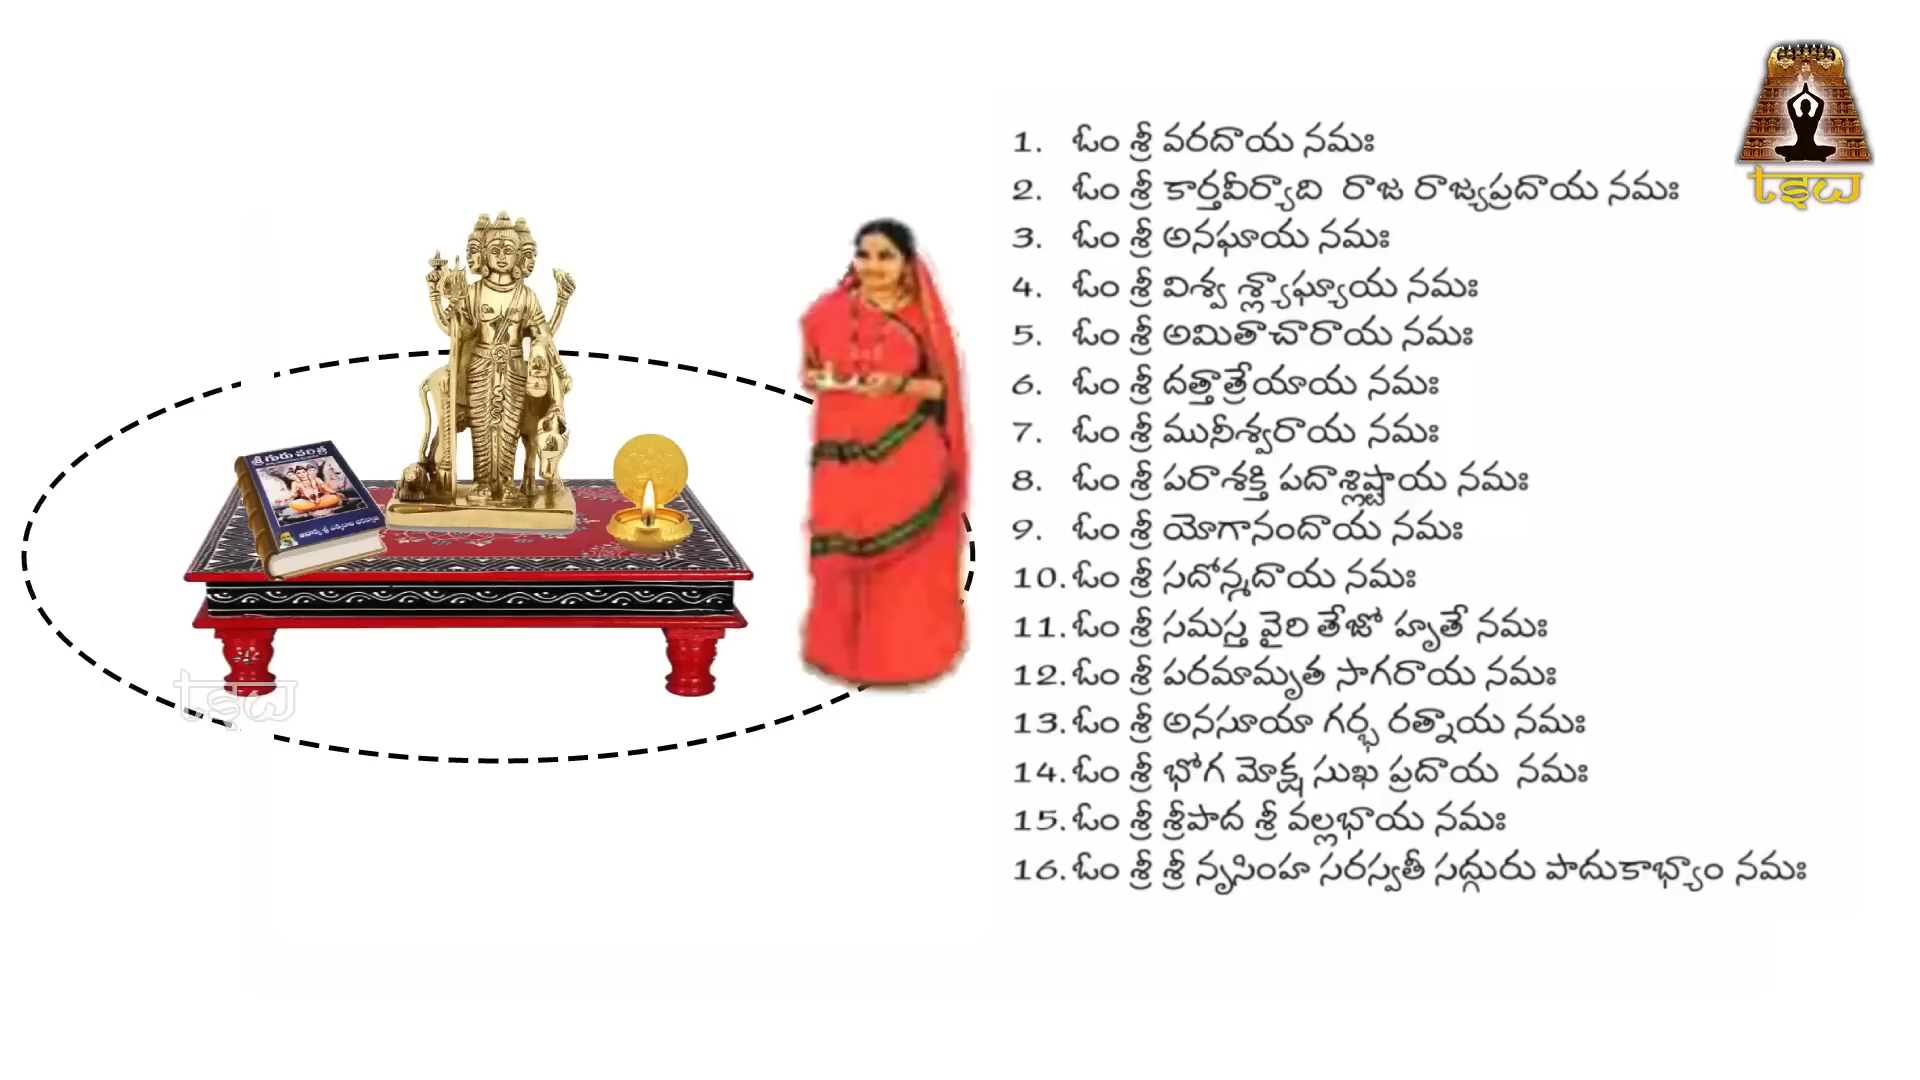 1. ఓం శ్రీ వరదాయ నమః
2. ఓం శ్రీ కార్తవీర్యాది రాజ రాజ్యప్రదాయ నమః
3. ఓం శ్రీ అనఘాయ నమః
4. ఓం శ్రీ విశ్వ శ్లాఘ్యాయ నమః
5. ఓం శ్రీ అమితాచారాయ నమః
6. ఓం శ్రీ దత్తాత్రేయాయ నమః
7. ఓం శ్రీ మునీశ్వరాయ నమః
8. ఓం శ్రీ పరాశక్తి పదాశ్లిష్టాయ నమః
9. ఓం శ్రీ యోగానందాయ నమః
10. ఓం శ్రీ సదోన్మదాయ నమః
11. ఓం శ్రీ సమస్త వైరి తేజో హృతే నమః
12. ఓం శ్రీ పరమామృత సాగరాయ నమః
13. ఓం శ్రీ అనసూయా గర్భ రత్నాయ నమః
14. ఓం శ్రీ భోగ మోక్ష సుఖ ప్రదాయ నమః
15. ఓం శ్రీ శ్రీపాద శ్రీ వల్లభాయ నమః
16. ఓం శ్రీ శ్రీ నృసింహ సరస్వతీ సద్గురు పాదుకాభ్యాం నమః
శ్రీ గురు చరిత్ర